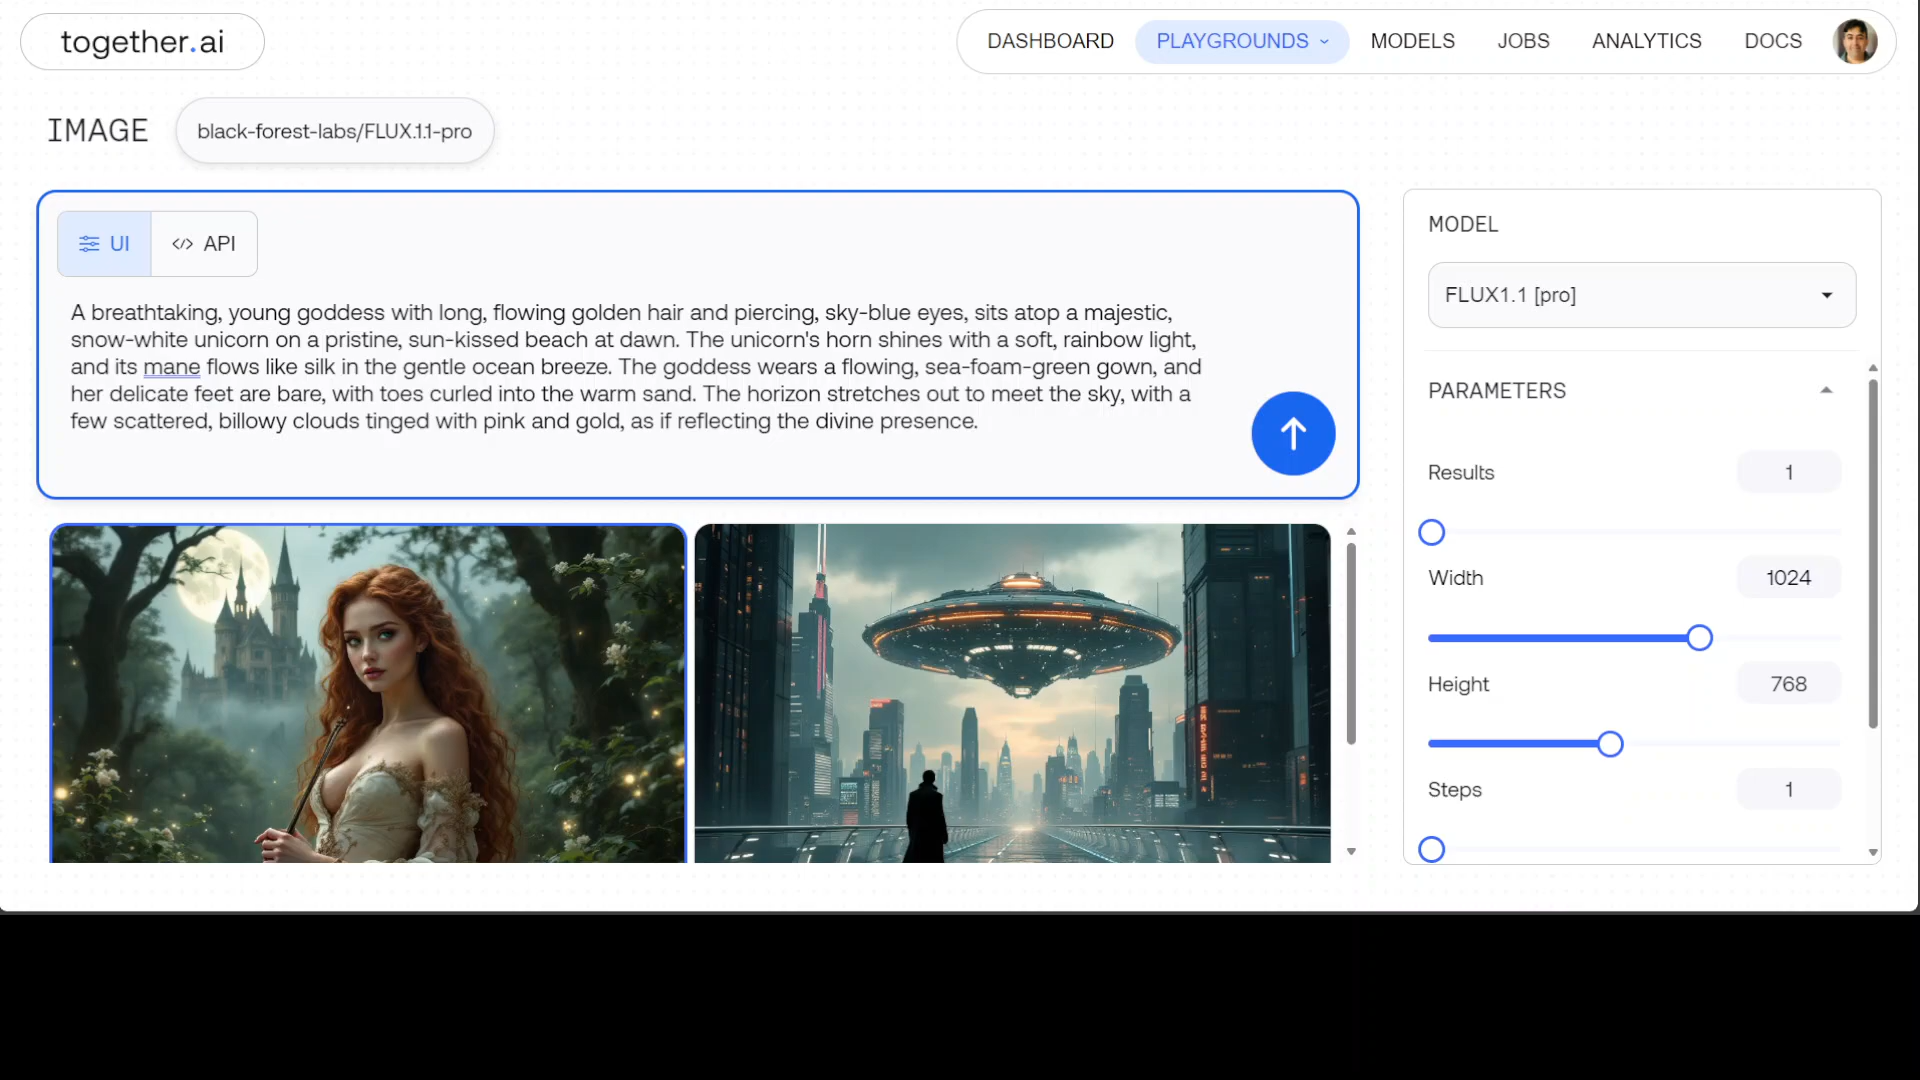 together.ai
DASHBOARD
PLAYGROUNDS
MODELS
JOBS
ANALYTICS
DOCS
IMAGE
black-forest-labs/FLUX.1.1-pro
UI
API
A breathtaking, young goddess with long, flowing golden hair and piercing, sky-blue eyes, sits atop a majestic,
snow-white unicorn on a pristine, sun-kissed beach at dawn. The unicorn's horn shines with a soft, rainbow light,
and its mane flows like silk in the gentle ocean breeze. The goddess wears a flowing, sea-foam-green gown, and
her delicate feet are bare, with toes curled into the warm sand. The horizon stretches out to meet the sky, with a
few scattered, billowy clouds tinged with pink and gold, as if reflecting the divine presence.
MODEL
FLUX1.1 [pro]
PARAMETERS
Results
1
Width
1024
Height
768
Steps
1